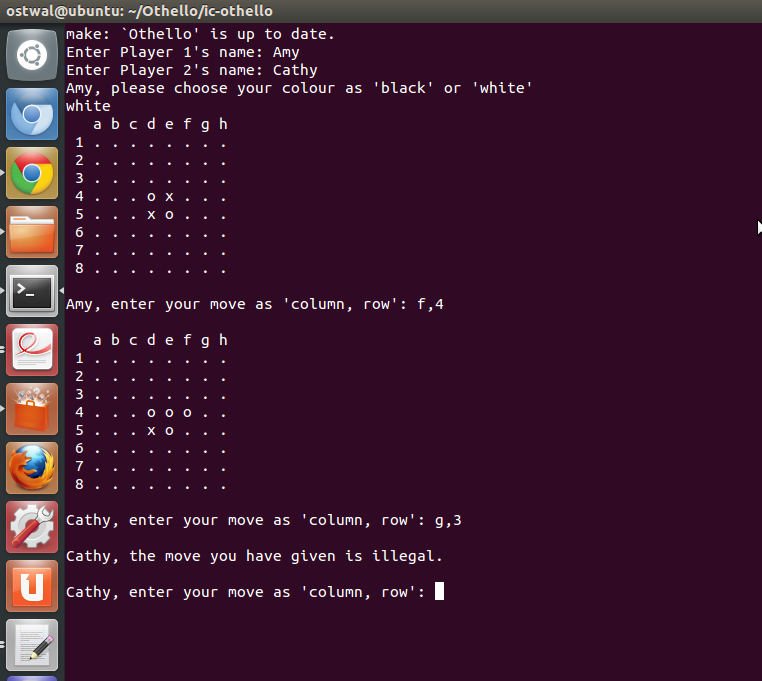 ostwal@ubuntu: ~/Othello/ic-othello
make: `Othello' is up to date.
Enter Player 1's name: Amy
Enter Player 2's name: Cathy
Amy, please choose your colour as 'black' or 'white'
white
a b c d e f g h
1 . . . . . . . .
2 . . . . . . . .
3 . . . . . . . .
4 . . . o x . . .
5 . . . x o . . .
6 . . . . . . . .
7 . . . . . . . .
8 . . . . . . . .
Amy, enter your move as 'column, row': f,4
a b c d e f g h
1 . . . . . . . .
2 . . . . . . . .
3 . . . . . . . .
4 . . . o o o . .
5 . . . x o . . .
6 . . . . . . . .
7 . . . . . . . .
8 . . . . . . . .
Cathy, enter your move as 'column, row': g,3
Cathy, the move you have given is illegal.
Cathy, enter your move as 'column, row':